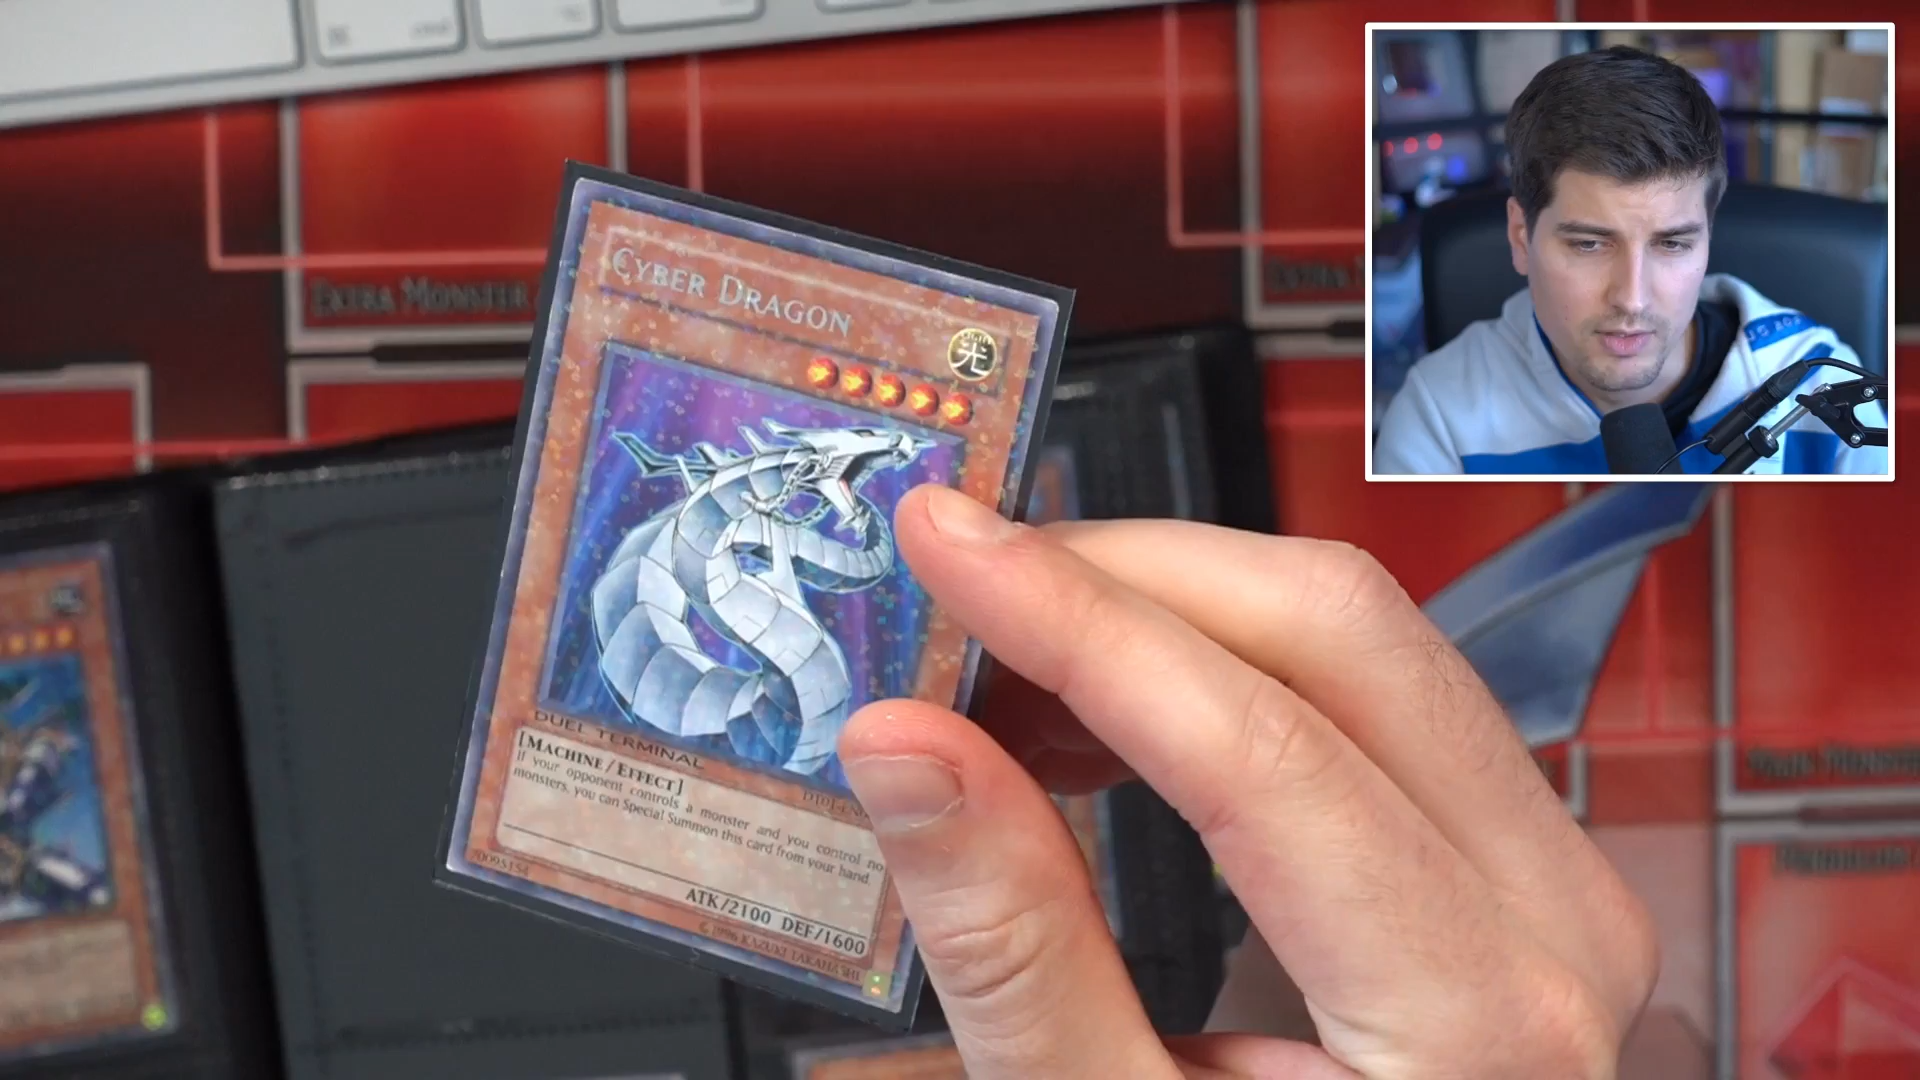 EXTRA MONSTER
CYBER DRAGON
LIGHT
光
DUEL TERMINAL
[MACHINE/EFFECT]
If your opponent controls a monster and you control no
monsters, you can Special Summon this card from your hand.
70095154
ATK/2100 DEF/1600
© 1996 KAZUKI TAKAHASHI